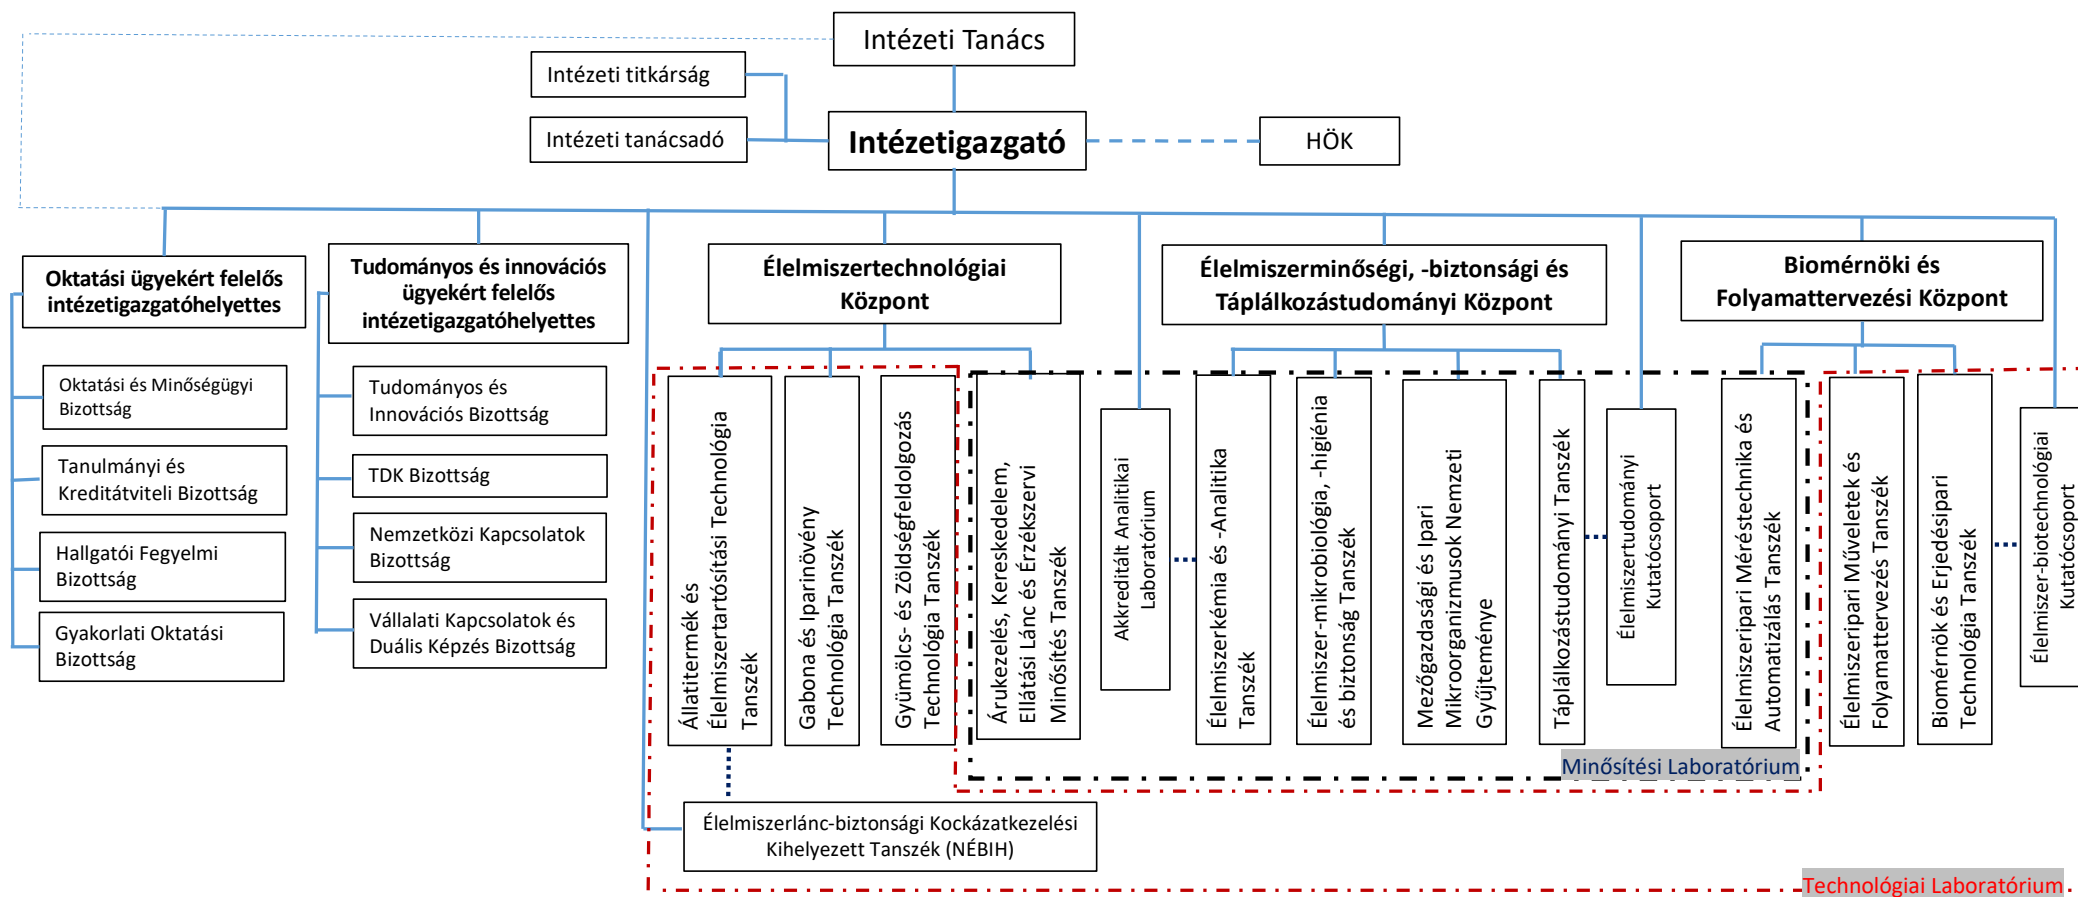 Intézeti Tanács
Intézeti titkárság
Intézeti tanácsadó
Intézetigazgató
HÖK
Oktatási ügyekért felelős
intézetigazgatóhelyettes
Tudományos és innovációs
ügyekért felelős
intézetigazgatóhelyettes
Élelmiszertechnológiai
Központ
Élelmiszerminőségi, -biztonsági és
Táplálkozástudományi Központ
Biomérnöki és
Folyamattervezési Központ
Oktatási és Minőségügyi
Bizottság
Tanulmányi és
Kreditátviteli Bizottság
Hallgatói Fegyelmi
Bizottság
Gyakorlati Oktatási
Bizottság
Tudományos és
Innovációs Bizottság
TDK Bizottság
Nemzetközi Kapcsolatok
Bizottság
Vállalati Kapcsolatok és
Duális Képzés Bizottság
Állatitermék és
Élelmiszertartósítási Technológia
Tanszék
Gabona és Iparinövény
Technológia Tanszék
Gyümölcs- és Zöldségfeldolgozás
Technológia Tanszék
Árukezelés, Kereskedelem,
Ellátási Lánc és Érzékszervi
Minősítés Tanszék
Akkreditált Analitikai
Laboratórium
Élelmiszerkémia és -Analitika
Tanszék
Élelmiszer-mikrobiológia, -higiénia
és biztonság Tanszék
Mezőgazdasági és Ipari
Mikroorganizmusok Nemzeti
Gyűjteménye
Táplálkozástudományi Tanszék
Élelmiszertudományi
Kutatócsoport
Élelmiszeripari Méréstechnika és
Automatizálás Tanszék
Élelmiszeripari Műveletek és
Folyamattervezés Tanszék
Biomérnök és Erjedésipari
Technológia Tanszék
Élelmiszer-biotechnológiai
Kutatócsoport
Minősítési Laboratórium
Élelmiszerlánc-biztonsági Kockázatkezelési
Kihelyezett Tanszék (NÉBIH)
Technológiai Laboratórium